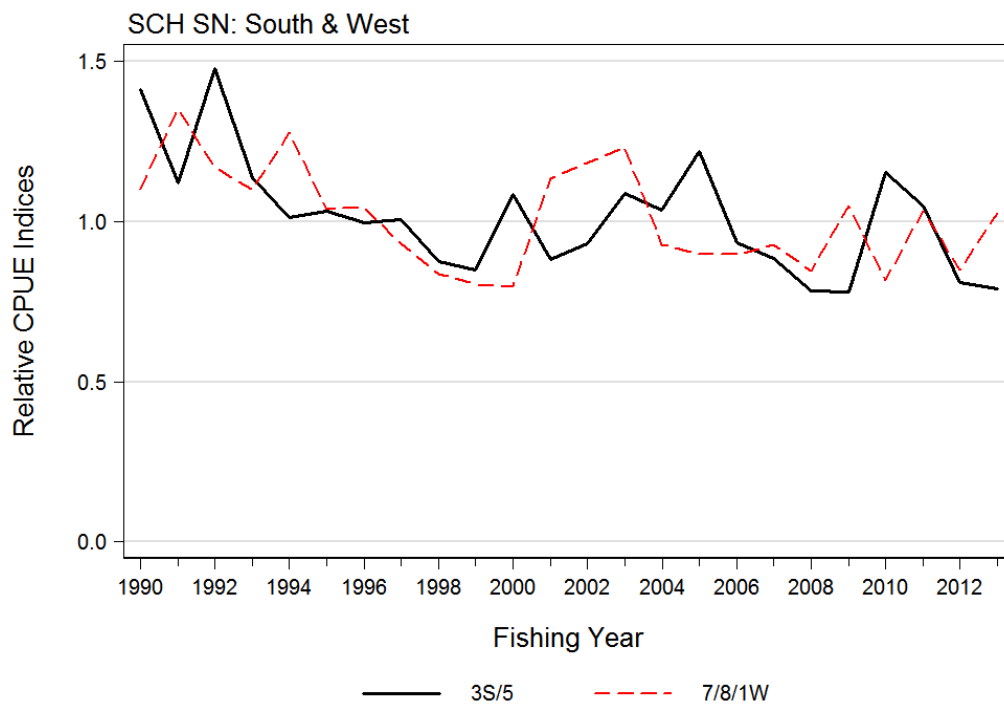 SCH SN: South & West
1.5
1.0
0.5
0.0
Relative CPUE Indices
1990 1992 1994 1996 1998 2000 2002 2004 2006 2008 2010 2012
Fishing Year
3S/5 7/8/1W